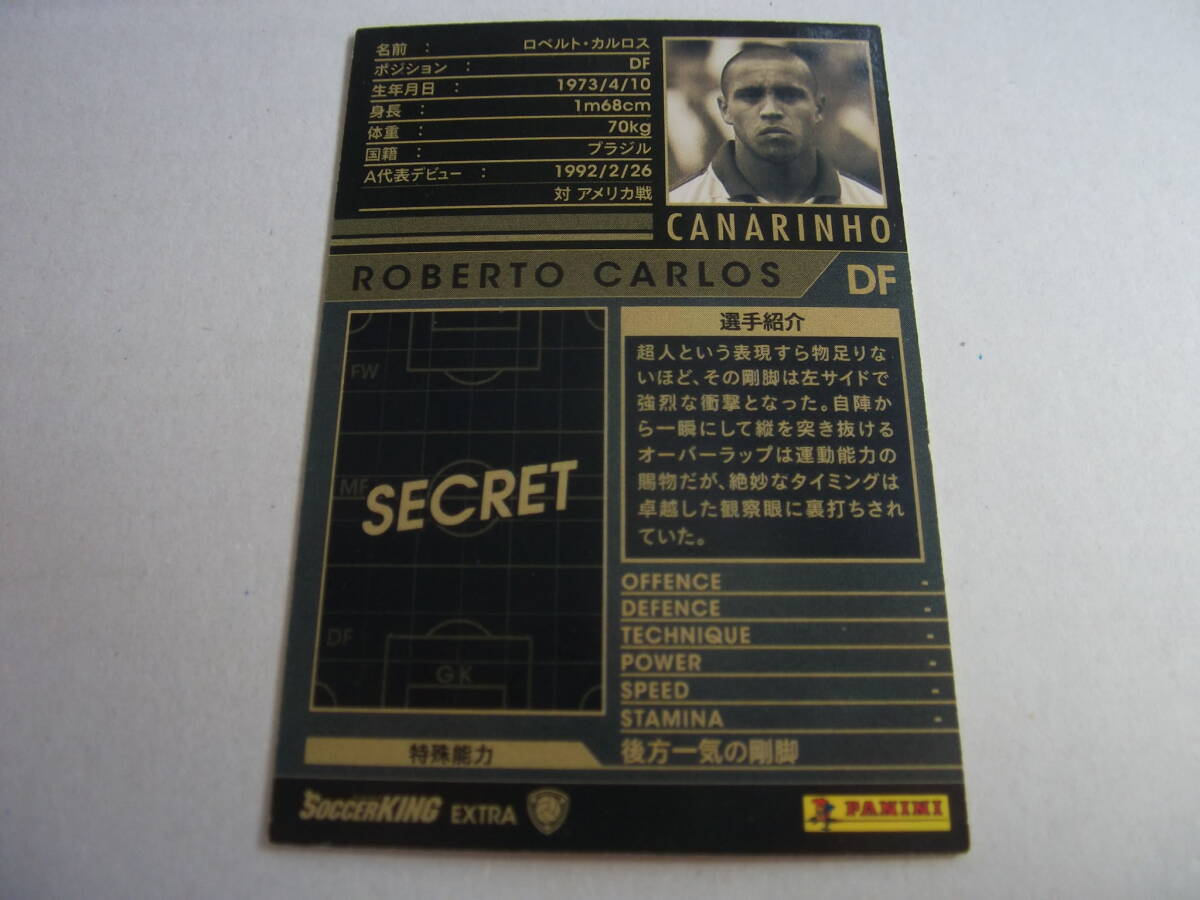 名前 : ロベルト・カルロス
ポジション : DF
生年月日 : 1973/4/10
身長 : 1m68cm
体重 : 70kg
国籍 : ブラジル
A代表デビュー : 1992/2/26
対 アメリカ戦
CANARINHO
ROBERTO CARLOS DF
FW
MF
SECRET
DF
GK
選手紹介
超人という表現すら物足りな
いほど、その剛脚は左サイドで
強烈な衝撃となった。自陣か
ら一瞬にして縦を突き抜ける
オーバーラップは運動能力の
賜物だが、絶妙なタイミングは
卓越した観察眼に裏打ちされ
ていた。
OFFENCE -
DEFENCE -
TECHNIQUE -
POWER -
SPEED -
STAMINA -
特殊能力 後方一気の剛脚
SOCCERKING EXTRA
PANINI